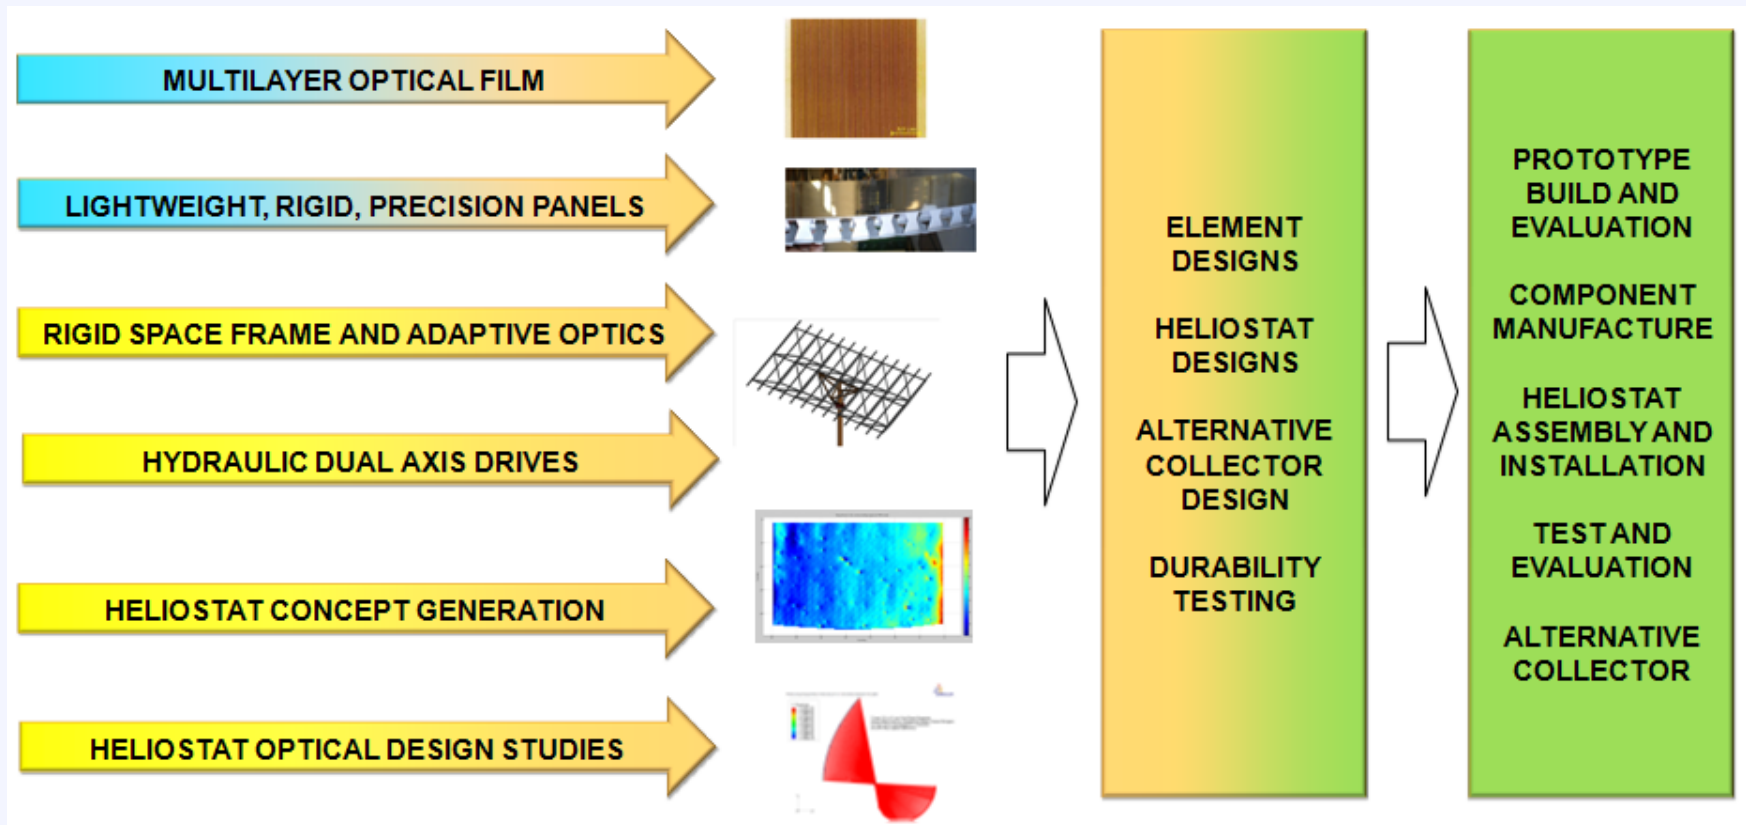 MULTILAYER OPTICAL FILM
LIGHTWEIGHT, RIGID, PRECISION PANELS
RIGID SPACE FRAME AND ADAPTIVE OPTICS
HYDRAULIC DUAL AXIS DRIVES
HELIOSTAT CONCEPT GENERATION
HELIOSTAT OPTICAL DESIGN STUDIES
ELEMENT
DESIGNS
HELIOSTAT
DESIGNS
ALTERNATIVE
COLLECTOR
DESIGN
DURABILITY
TESTING
PROTOTYPE
BUILD AND
EVALUATION
COMPONENT
MANUFACTURE
HELIOSTAT
ASSEMBLY AND
INSTALLATION
TEST AND
EVALUATION
ALTERNATIVE
COLLECTOR